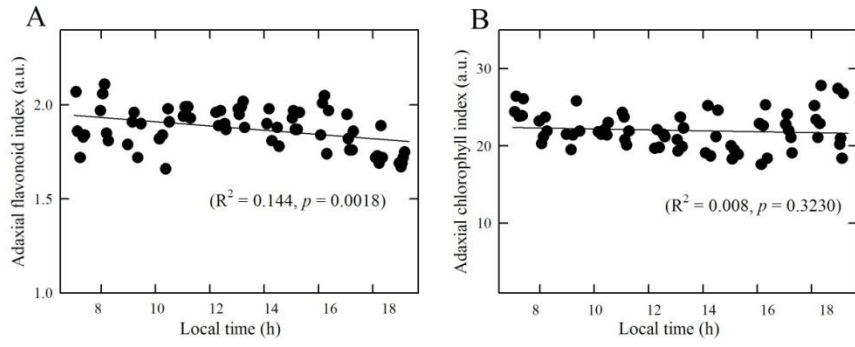 A
Adaxial flavonoid index (a.u.)
2.0
1.5
1.0
(R² = 0.144, p = 0.0018)
8 10 12 14 16 18
Local time (h)
B
Adaxial chlorophyll index (a.u.)
30
20
10
(R² = 0.008, p = 0.3230)
8 10 12 14 16 18
Local time (h)